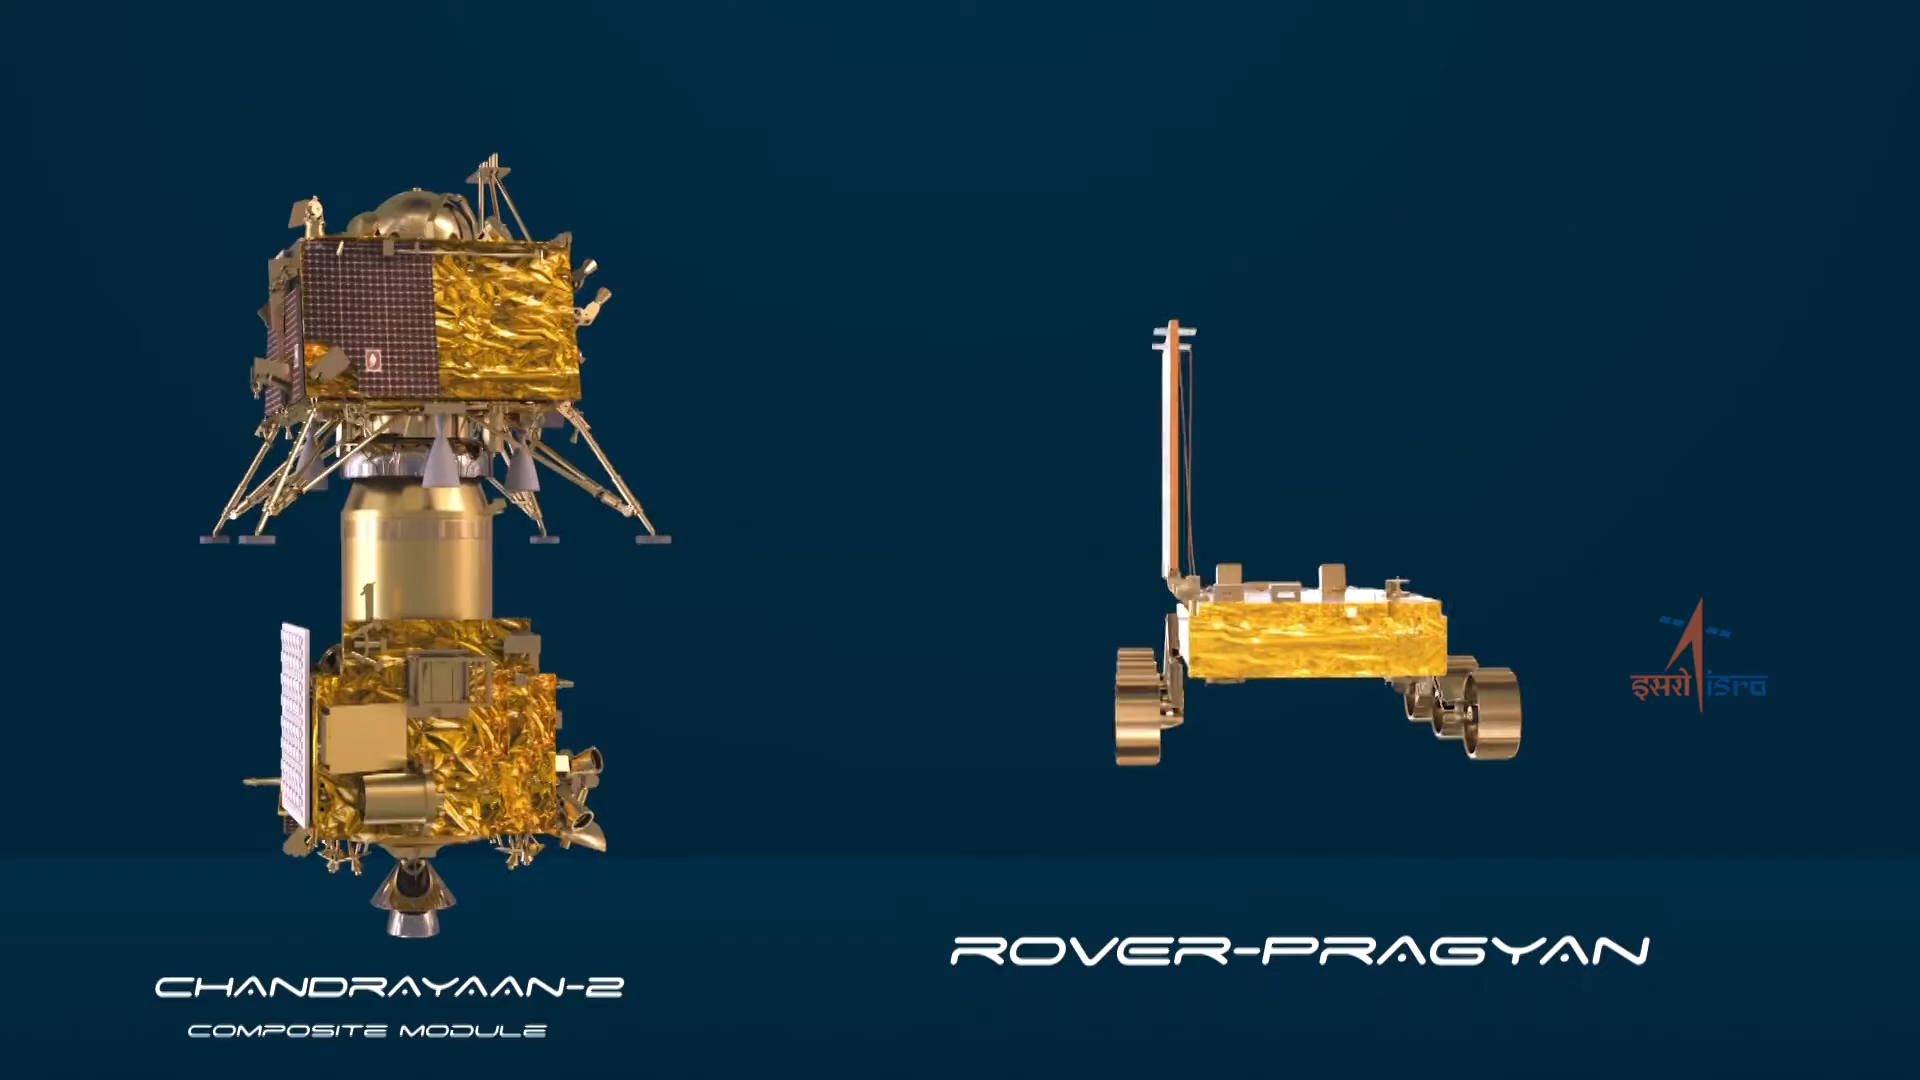 इसरो isro
ROVER-PRAGYAN
CHANDRAYAAN-2
COMPOSITE MODULE